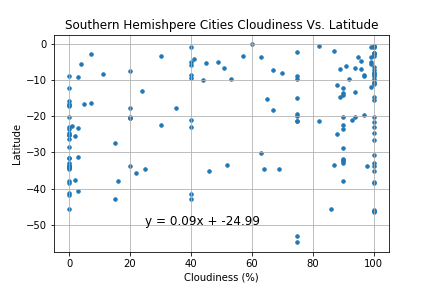 Southern Hemishpere Cities Cloudiness Vs. Latitude
0
−10
−20
−30
−40
−50
Latitude
y = 0.09x + -24.99
0 20 40 60 80 100
Cloudiness (%)